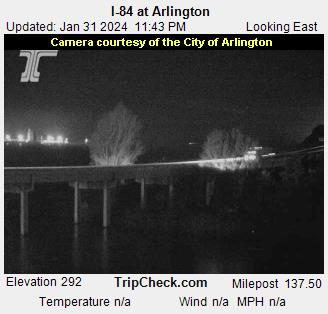 I-84 at Arlington
Updated: Jan 31 2024 11:43 PM Looking East
Camera courtesy of the City of Arlington
Elevation 292 TripCheck.com Milepost 137.50
Temperature n/a Wind n/a MPH n/a